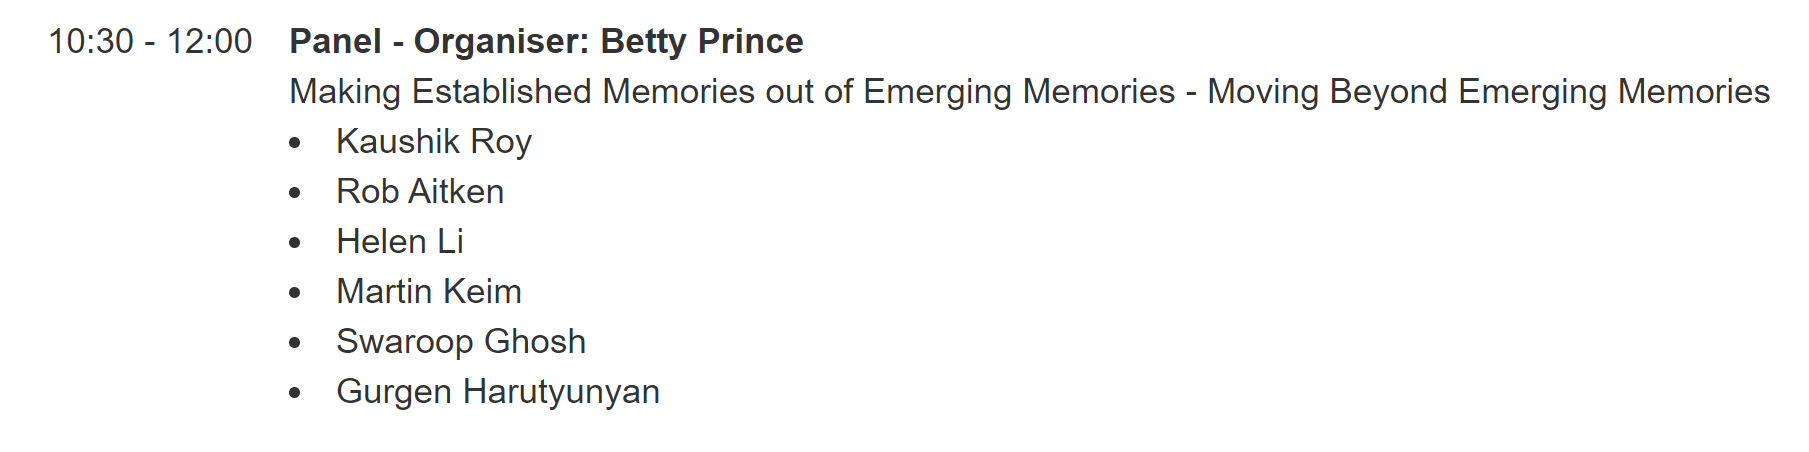 10:30 - 12:00 Panel - Organiser: Betty Prince
Making Established Memories out of Emerging Memories - Moving Beyond Emerging Memories
• Kaushik Roy
• Rob Aitken
• Helen Li
• Martin Keim
• Swaroop Ghosh
• Gurgen Harutyunyan